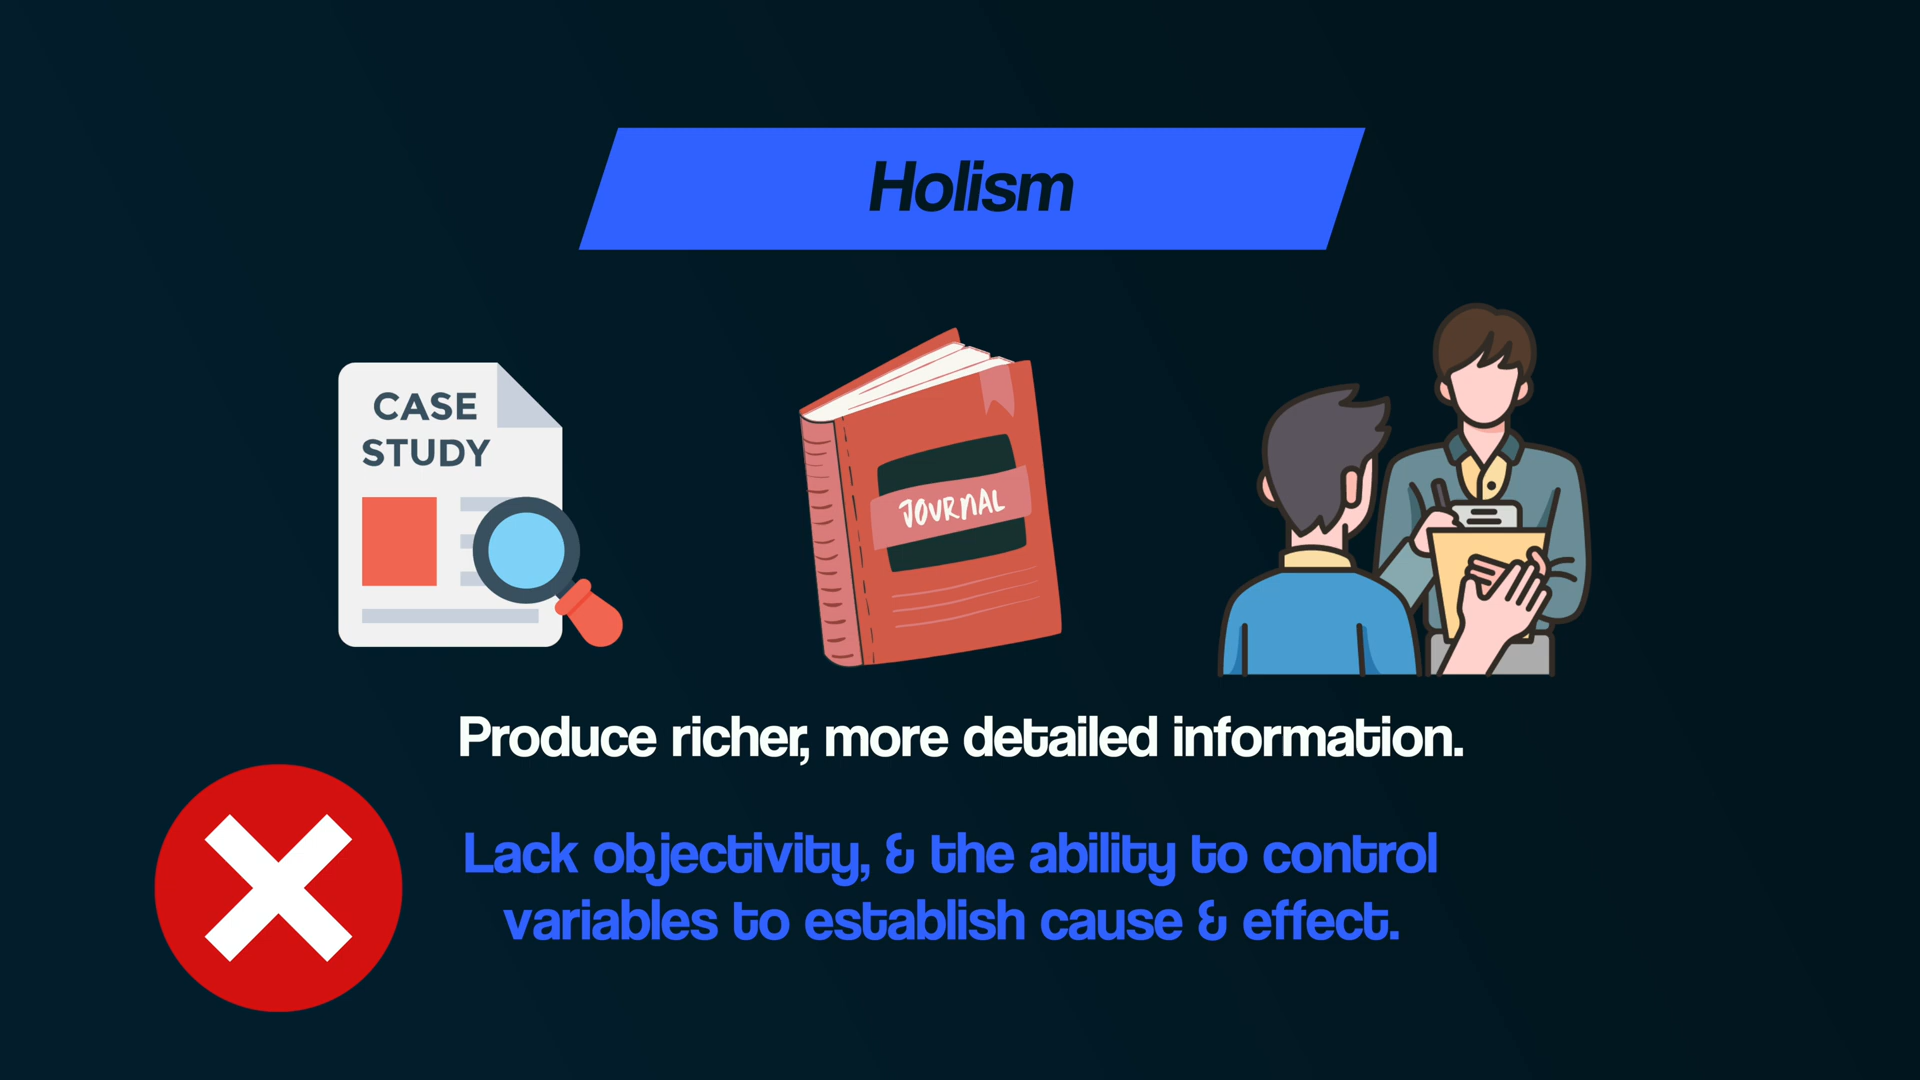 Holism
CASE
STUDY
JOURNAL
Produce richer, more detailed information.
Lack objectivity, & the ability to control
variables to establish cause & effect.